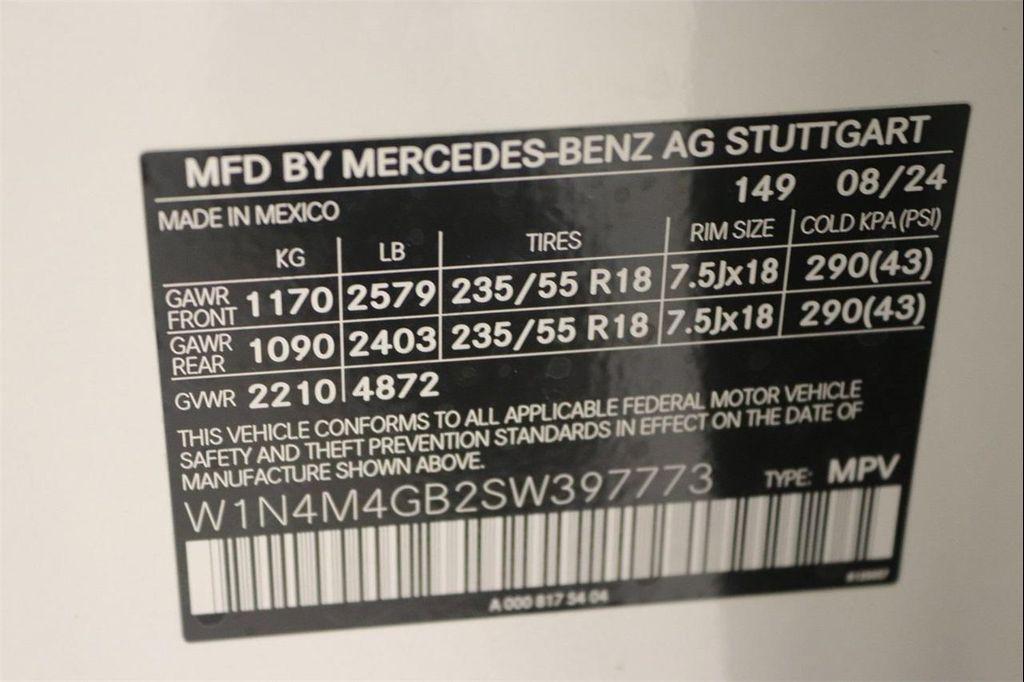 MFD BY MERCEDES-BENZ AG STUTTGART
MADE IN MEXICO 149 08/24
KG LB TIRES RIM SIZE COLD KPA (PSI)
GAWR FRONT 1170 2579 235/55 R18 7.5Jx18 290(43)
GAWR REAR 1090 2403 235/55 R18 7.5Jx18 290(43)
GVWR 2210 4872
THIS VEHICLE CONFORMS TO ALL APPLICABLE FEDERAL MOTOR VEHICLE
SAFETY AND THEFT PREVENTION STANDARDS IN EFFECT ON THE DATE OF
MANUFACTURE SHOWN ABOVE.
W1N4M4GB2SW397773 TYPE: MPV
A 000 817 34 04